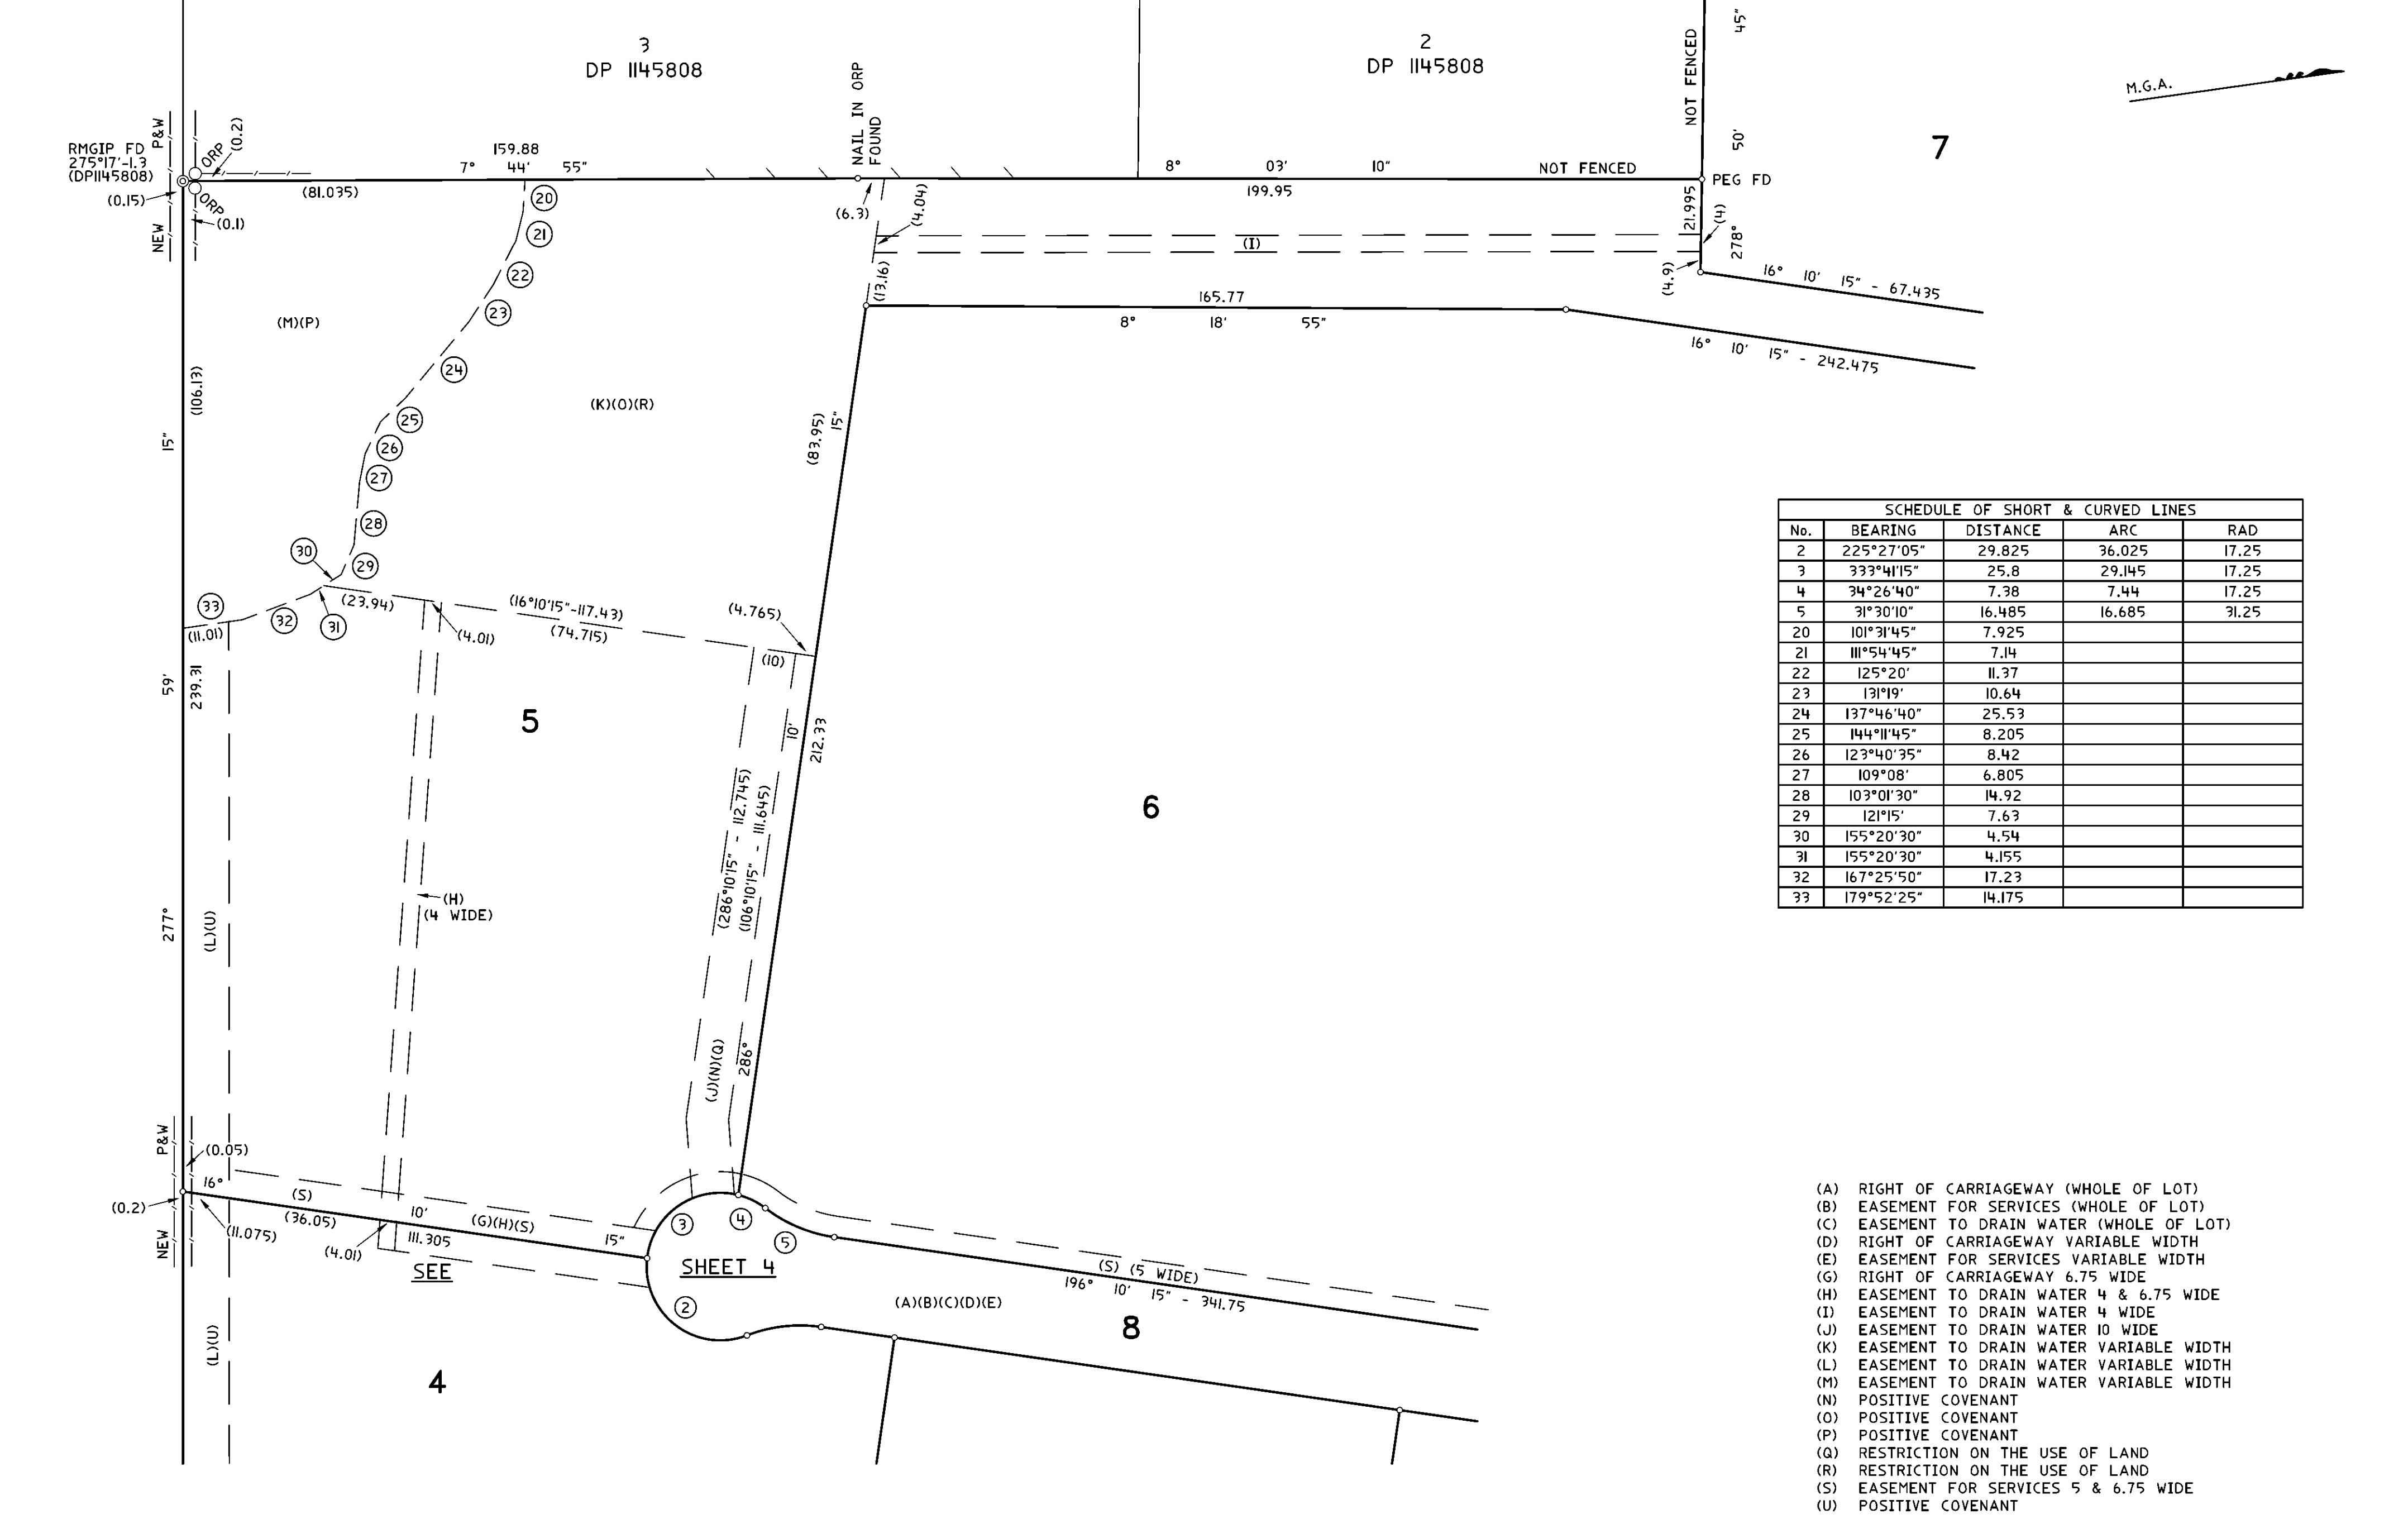 3
DP 1145808
2
DP 1145808
NOT FENCED
45"
50'
M.G.A.
7
P&W
RMGIP FD
275°17'-1.3
(DP1145808)
ORP
(0.2)
159.88
7° 44' 55"
NAIL IN ORP
FOUND
8° 03' 10"
NOT FENCED
PEG FD
(0.15)
ORP
(0.1)
NEW
(81.035)
(6.3)
(4.04)
199.95
21.995
(4)
278°
(4.9)
(I)
(13.16)
16° 10' 15" - 67.435
165.77
8° 18' 55"
16° 10' 15" - 242.475
20
21
22
23
24
25
26
27
28
29
30
31
32
33
(M)(P)
(K)(O)(R)
(106.13)
15"
(83.95)
15"
(23.94)
(4.01)
(16°10'15"-117.43)
(74.715)
(4.765)
(10)
(11.01)
59'
239.31
5
10'
212.33
6
(286°10'15" - 112.745)
(106°10'15" - 111.645)
(H)
(4 WIDE)
277°
(L)(U)
(J)(N)(Q)
286°
P&W
(0.05)
(0.2)
NEW
16°
(S)
(36.05)
(11.075)
10'
(G)(H)(S)
15"
111.305
(4.01)
SEE
SHEET 4
3
4
5
2
(S) (5 WIDE)
196° 10' 15" - 341.75
(A)(B)(C)(D)(E)
8
(L)(U)
4
SCHEDULE OF SHORT & CURVED LINES
No. BEARING DISTANCE ARC RAD
2 225°27'05" 29.825 36.025 17.25
3 333°41'15" 25.8 29.145 17.25
4 34°26'40" 7.38 7.44 17.25
5 31°30'10" 16.485 16.685 31.25
20 101°31'45" 7.925
21 111°54'45" 7.14
22 125°20' 11.37
23 131°19' 10.64
24 137°46'40" 25.53
25 144°11'45" 8.205
26 123°40'35" 8.42
27 109°08' 6.805
28 103°01'30" 14.92
29 121°15' 7.63
30 155°20'30" 4.54
31 155°20'30" 4.155
32 167°25'50" 17.23
33 179°52'25" 14.175
(A) RIGHT OF CARRIAGEWAY (WHOLE OF LOT)
(B) EASEMENT FOR SERVICES (WHOLE OF LOT)
(C) EASEMENT TO DRAIN WATER (WHOLE OF LOT)
(D) RIGHT OF CARRIAGEWAY VARIABLE WIDTH
(E) EASEMENT FOR SERVICES VARIABLE WIDTH
(G) RIGHT OF CARRIAGEWAY 6.75 WIDE
(H) EASEMENT TO DRAIN WATER 4 & 6.75 WIDE
(I) EASEMENT TO DRAIN WATER 4 WIDE
(J) EASEMENT TO DRAIN WATER 10 WIDE
(K) EASEMENT TO DRAIN WATER VARIABLE WIDTH
(L) EASEMENT TO DRAIN WATER VARIABLE WIDTH
(M) EASEMENT TO DRAIN WATER VARIABLE WIDTH
(N) POSITIVE COVENANT
(O) POSITIVE COVENANT
(P) POSITIVE COVENANT
(Q) RESTRICTION ON THE USE OF LAND
(R) RESTRICTION ON THE USE OF LAND
(S) EASEMENT FOR SERVICES 5 & 6.75 WIDE
(U) POSITIVE COVENANT